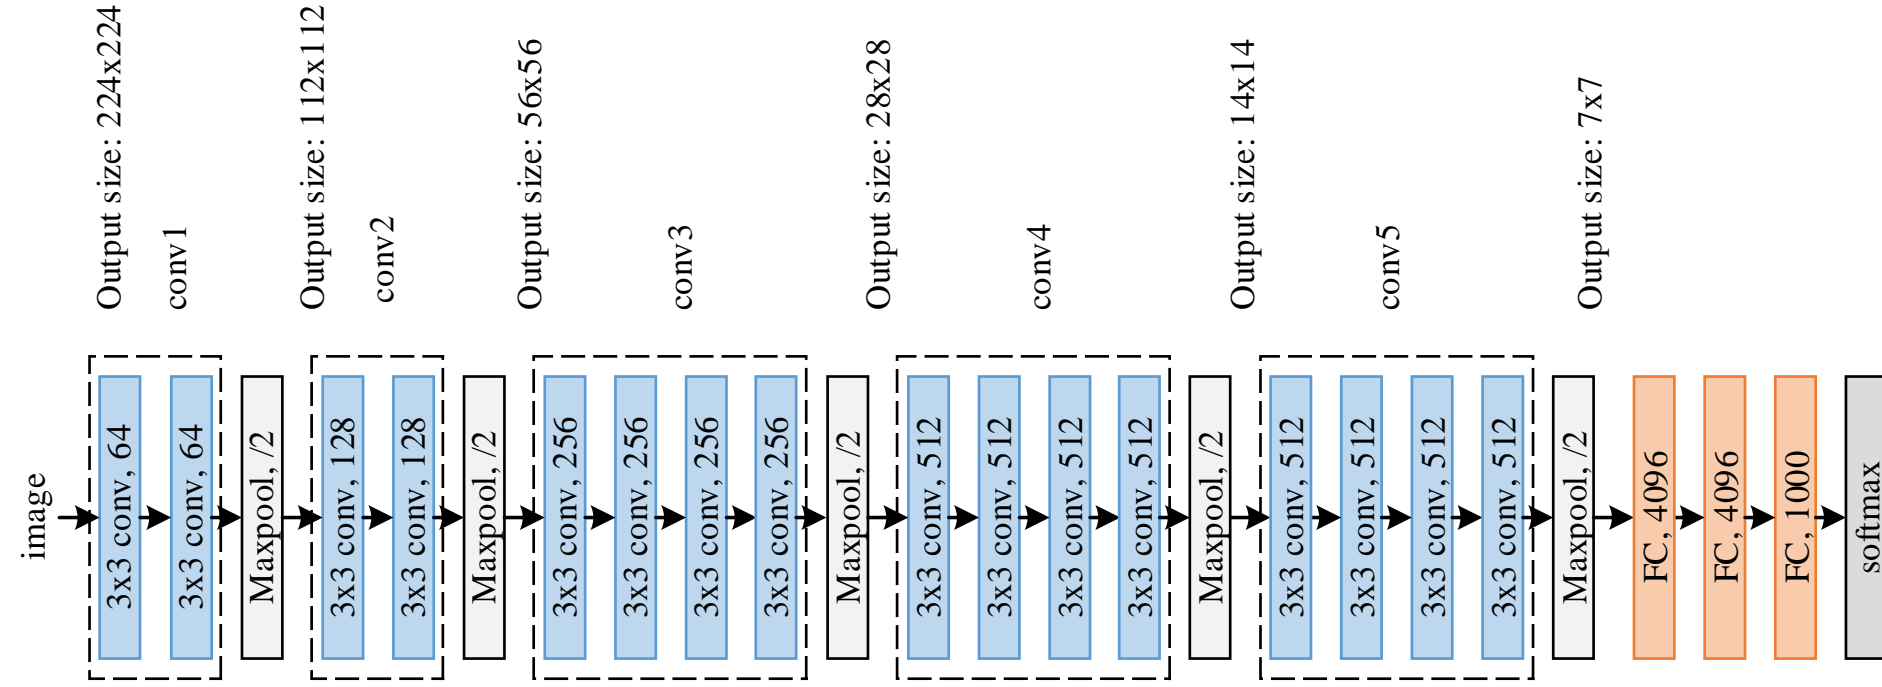 Output size: 224x224
conv1
Output size: 112x112
conv2
Output size: 56x56
conv3
Output size: 28x28
conv4
Output size: 14x14
conv5
Output size: 7x7
image
3x3 conv, 64
3x3 conv, 64
Maxpool, /2
3x3 conv, 128
3x3 conv, 128
Maxpool, /2
3x3 conv, 256
3x3 conv, 256
3x3 conv, 256
3x3 conv, 256
Maxpool, /2
3x3 conv, 512
3x3 conv, 512
3x3 conv, 512
3x3 conv, 512
Maxpool, /2
3x3 conv, 512
3x3 conv, 512
3x3 conv, 512
3x3 conv, 512
Maxpool, /2
FC, 4096
FC, 4096
FC, 1000
softmax